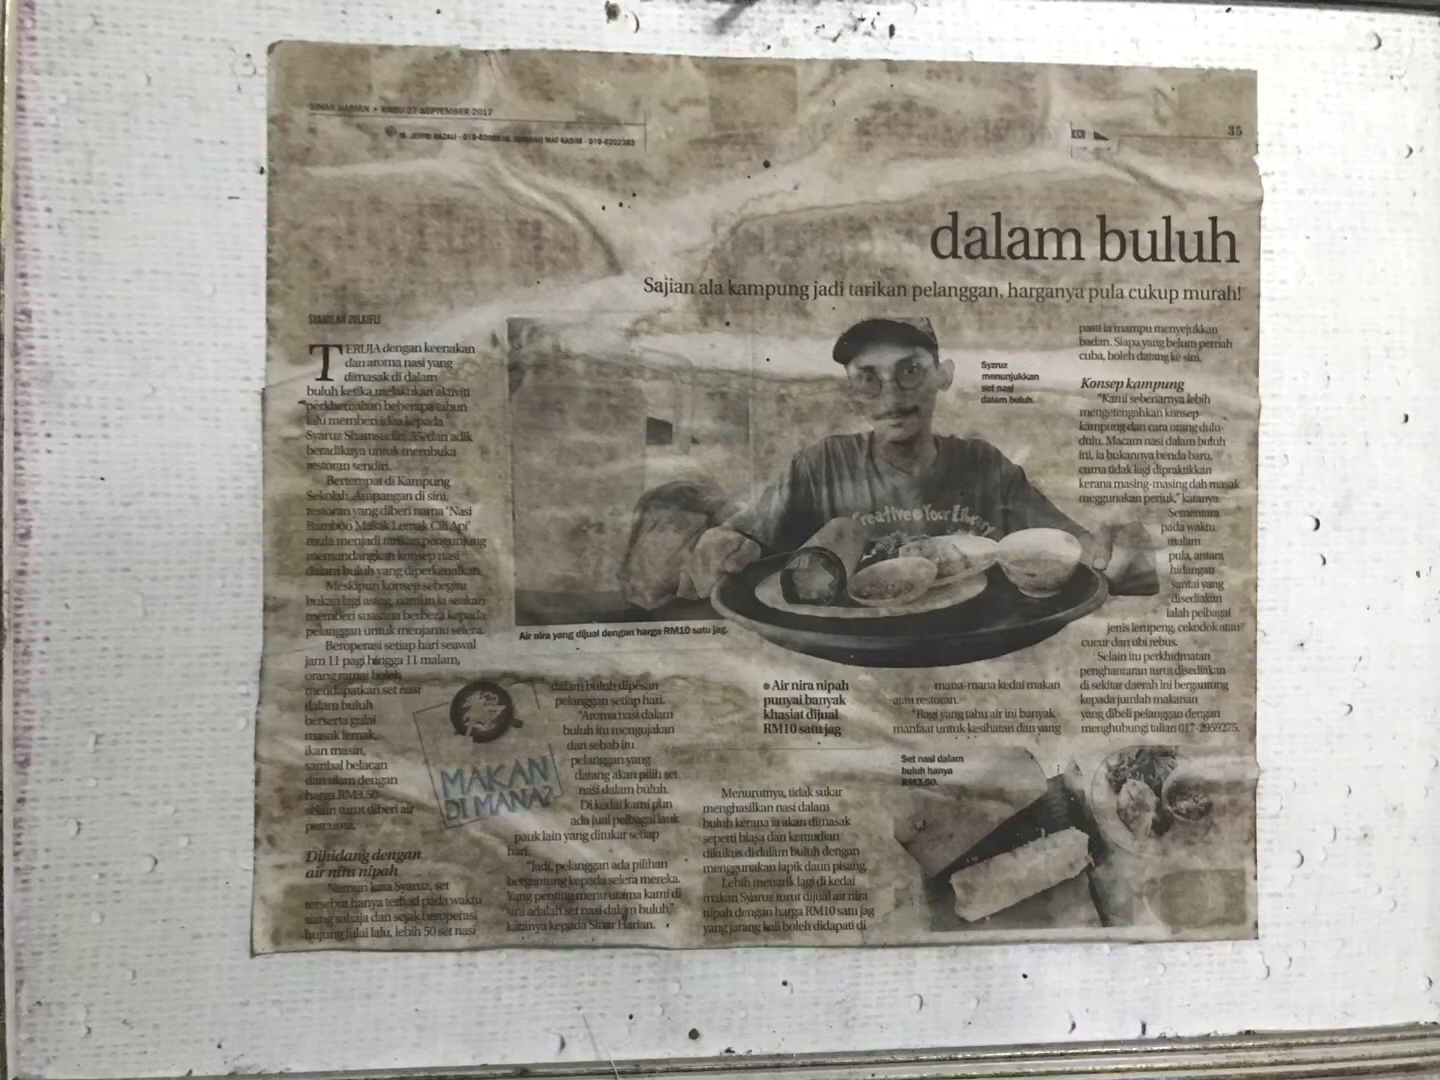 SINAR HARIAN • RABU 27 SEPTEMBER 2017
35
dalam buluh
Sajian ala kampung jadi tarikan pelanggan, harganya pula cukup murah!
TERUJA dengan keenakan
dan aroma nasi yang
dimasak di dalam
buluh ketika melakukan aktiviti
perkhemahan beberapa tahun
lalu memberi idea kepada
Syaruz Shamsudin, 35, dan adik
beradiknya untuk membuka
restoran sendiri.
Bertempat di Kampung
Sekolah, Ampangan di sini,
restoran yang diberi nama 'Nasi
Bamboo Masak Lemak Cili Api'
mula menjadi tarikan pengunjung
memandangkan konsep nasi
dalam buluh yang diperkenalkan.
Meskipun konsep sebegitu
bukan lagi asing, namun ia seakan
memberi suasana berbeza kepada
pelanggan untuk menjamu selera.
Beroperasi setiap hari seawal
jam 11 pagi hingga 11 malam,
orang ramai boleh
mendapatkan set nasi
dalam buluh
berserta gulai
masak lemak,
ikan masin,
sambal belacan
dan ulam dengan
harga RM3.50
selain turut diberi air
percuma.
Dihidang dengan
air nira nipah
Namun kata Syaruz, set
tersebut hanya terhad pada waktu
siang sahaja dan sejak beroperasi
hujung Julai lalu, lebih 50 set nasi
MAKAN
DI MANA?
dalam buluh dipesan
pelanggan setiap hari.
"Aroma nasi dalam
buluh itu mengujakan
dan sebab itu
pelanggan yang
datang akan pilih set
nasi dalam buluh.
Di kedai kami pun
ada jual pelbagai lauk
pauk lain yang ditukar setiap
hari.
"Jadi, pelanggan ada pilihan
bergantung kepada selera mereka.
Yang penting menu utama kami di
sini adalah set nasi dalam buluh,"
katanya kepada Sinar Harian.
Air nira yang dijual dengan harga RM10 satu jag.
Syzruz
menunjukkan
set nasi
dalam buluh.
• Air nira nipah
punyai banyak
khasiat dijual
RM10 satu jag
Menurutnya, tidak sukar
menghasilkan nasi dalam
buluh kerana ia akan dimasak
seperti biasa dan kemudian
dikukus di dalam buluh dengan
menggunakan lapik daun pisang.
Lebih menarik lagi di kedai
makan Syaruz turut dijual air nira
nipah dengan harga RM10 satu jag
yang jarang kali boleh didapati di
mana-mana kedai makan
atau restoran.
"Bagi yang tahu air ini banyak
manfaat untuk kesihatan dan yang
Set nasi dalam
buluh hanya
RM3.50.
pasti ia mampu menyejukkan
badan. Siapa yang belum pernah
cuba, boleh datang ke sini.
Konsep kampung
"Kami sebenarnya lebih
mengetengahkan konsep
kampung dan cara orang dulu-
dulu. Macam nasi dalam buluh
ini, ia bukannya benda baru,
cuma tidak lagi dipraktikkan
kerana masing-masing dah masak
menggunakan periuk," katanya.
Sementara
pada waktu
malam
pula, antara
hidangan
santai yang
disediakan
ialah pelbagai
jenis lempeng, cekodok atau
cucur dan ubi rebus.
Selain itu perkhidmatan
penghantaran turut disediakan
di sekitar daerah ini bergantung
kepada jumlah makanan
yang dibeli pelanggan dengan
menghubungi talian 017-2959275.